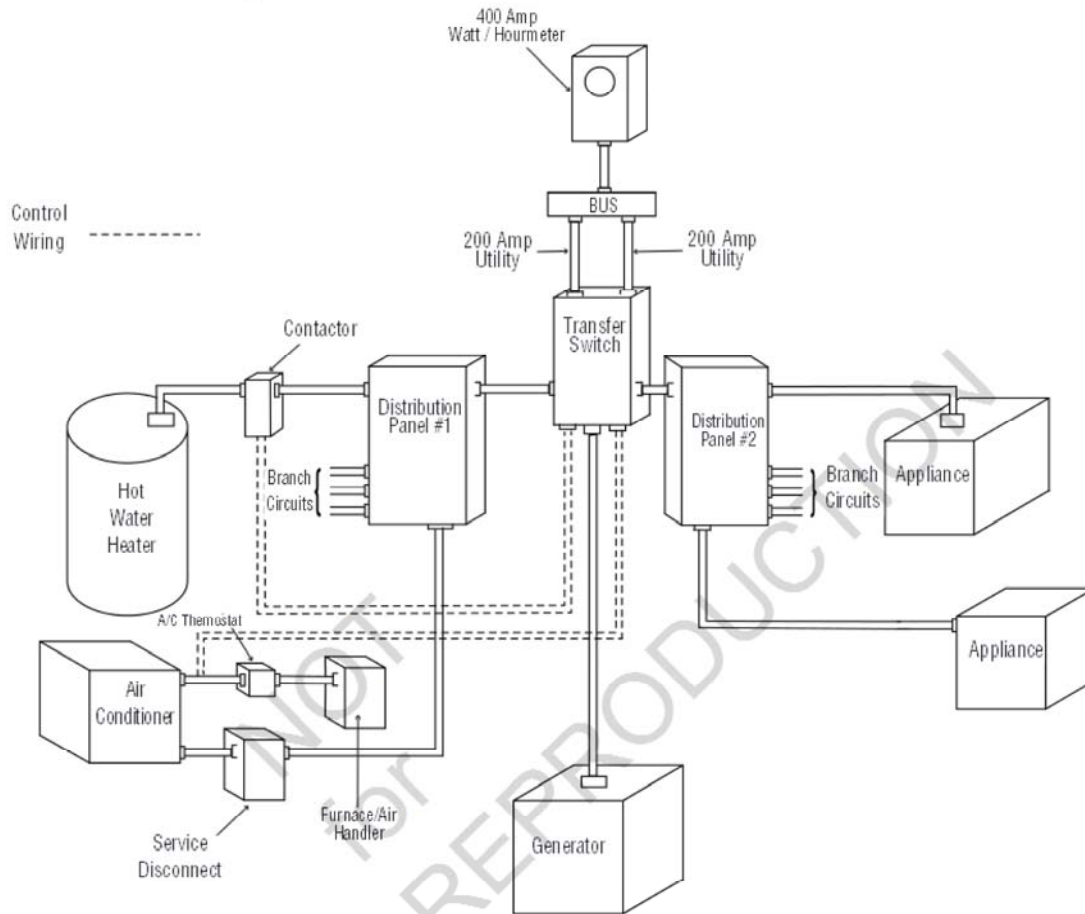 400 Amp
Watt / Hourmeter
Control
Wiring
BUS
200 Amp
Utility
200 Amp
Utility
Contactor
Transfer
Switch
Distribution
Panel #1
Distribution
Panel #2
Hot
Water
Heater
Branch
Circuits
Appliance
Branch
Circuits
A/C Thermostat
Air
Conditioner
Appliance
Furnace/Air
Handler
Service
Disconnect
Generator
NOT
for
REPRODUCTION